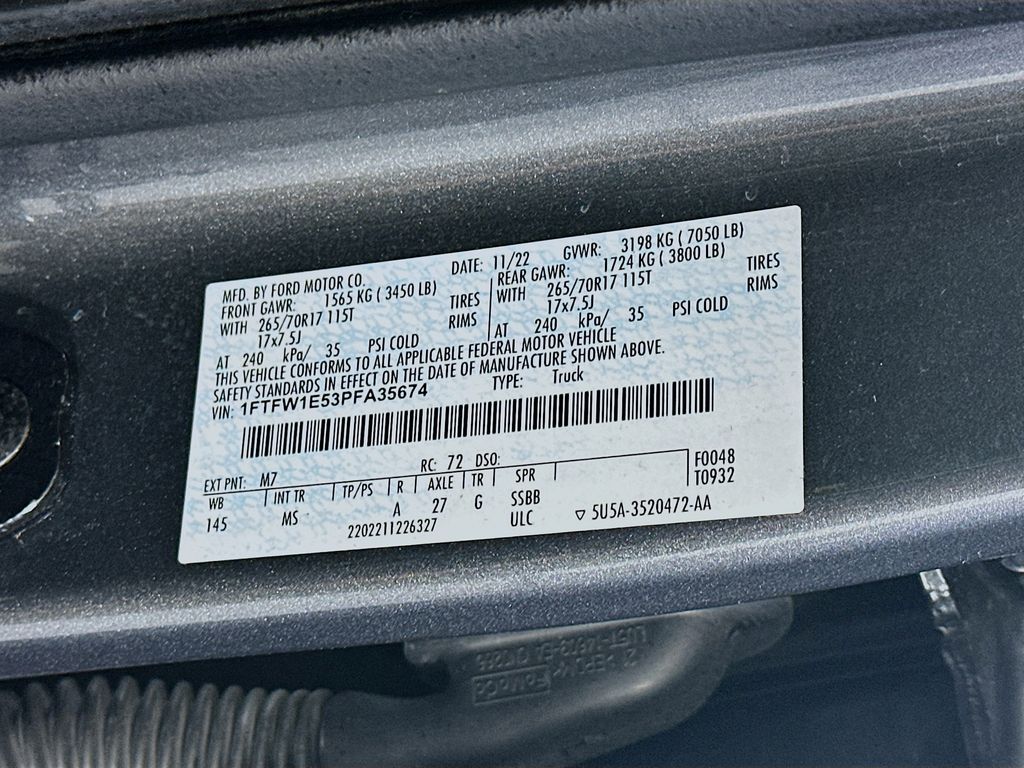 MFD. BY FORD MOTOR CO. DATE: 11/22 GVWR: 3198 KG ( 7050 LB)
FRONT GAWR: 1565 KG ( 3450 LB) REAR GAWR: 1724 KG ( 3800 LB)
WITH 265/70R17 115T TIRES WITH 265/70R17 115T TIRES
17x7.5J RIMS 17x7.5J RIMS
AT 240 kPa/ 35 PSI COLD AT 240 kPa/ 35 PSI COLD
THIS VEHICLE CONFORMS TO ALL APPLICABLE FEDERAL MOTOR VEHICLE
SAFETY STANDARDS IN EFFECT ON THE DATE OF MANUFACTURE SHOWN ABOVE.
VIN: 1FTFW1E53PFA35674 TYPE: Truck
EXT PNT: M7 RC: 72 DSO: F0048
WB INT TR TP/PS R AXLE TR SPR T0932
145 MS A 27 G SSBB
2202211226327 ULC ▽ 5U5A-3520472-AA
FoMoCo